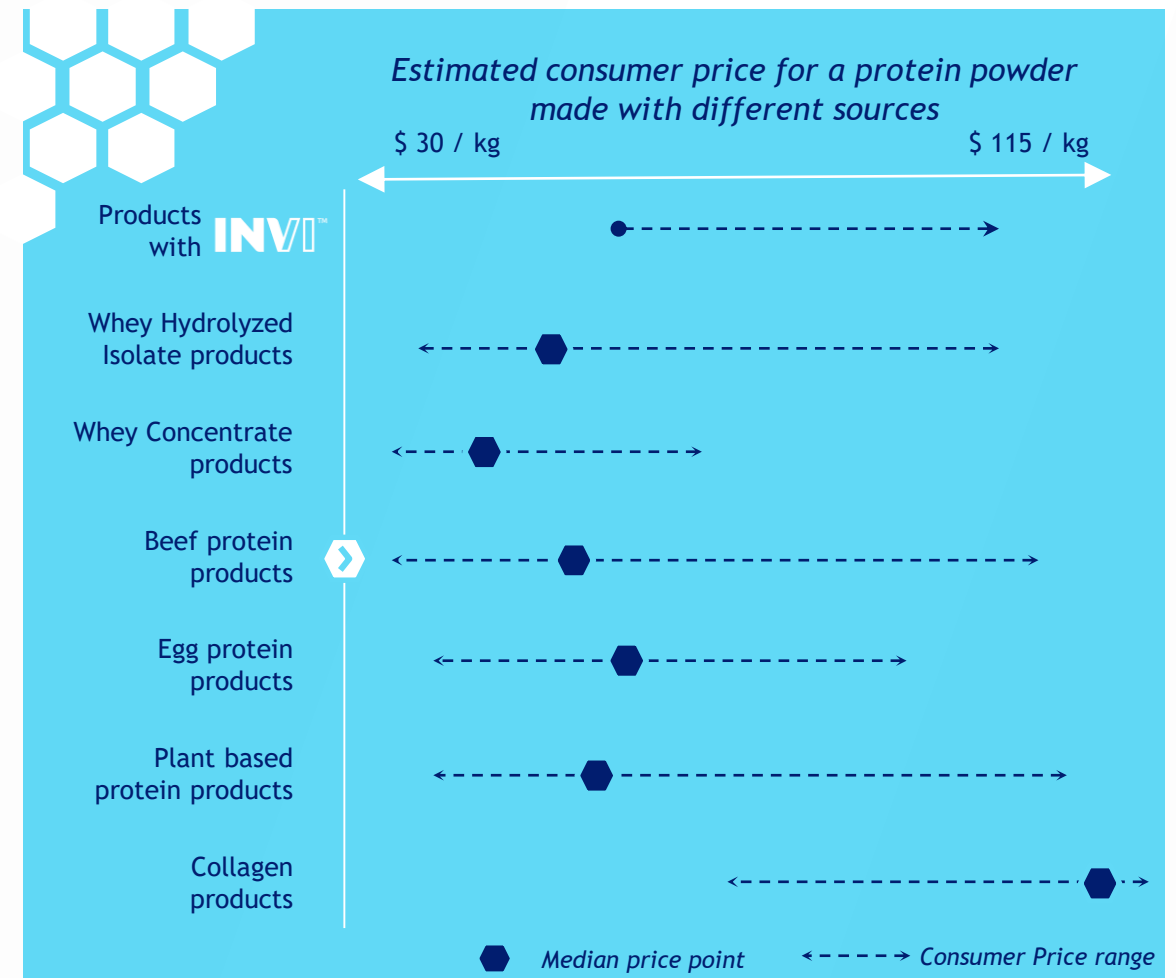 Estimated consumer price for a protein powder
made with different sources
$ 30 / kg
$ 115 / kg
Products
with INVI™
Whey Hydrolyzed
Isolate products
Whey Concentrate
products
Beef protein
products
Egg protein
products
Plant based
protein products
Collagen
products
Median price point
Consumer Price range